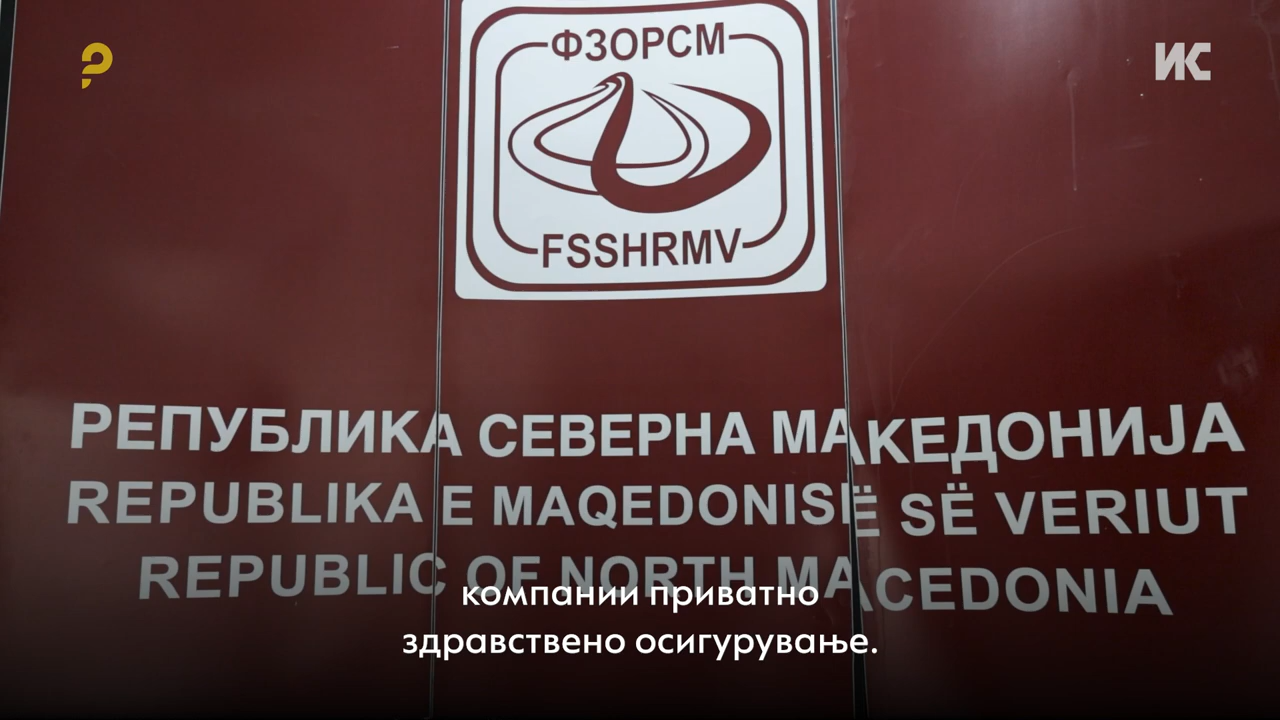 ИС
ФЗОРСМ
FSSHRMV
РЕПУБЛИКА СЕВЕРНА МАКЕДОНИЈА
REPUBLIKA E MAQEDONISË SË VERIUT
REPUBLIC OF NORTH MACEDONIA
компании приватно
здравствено осигурување.